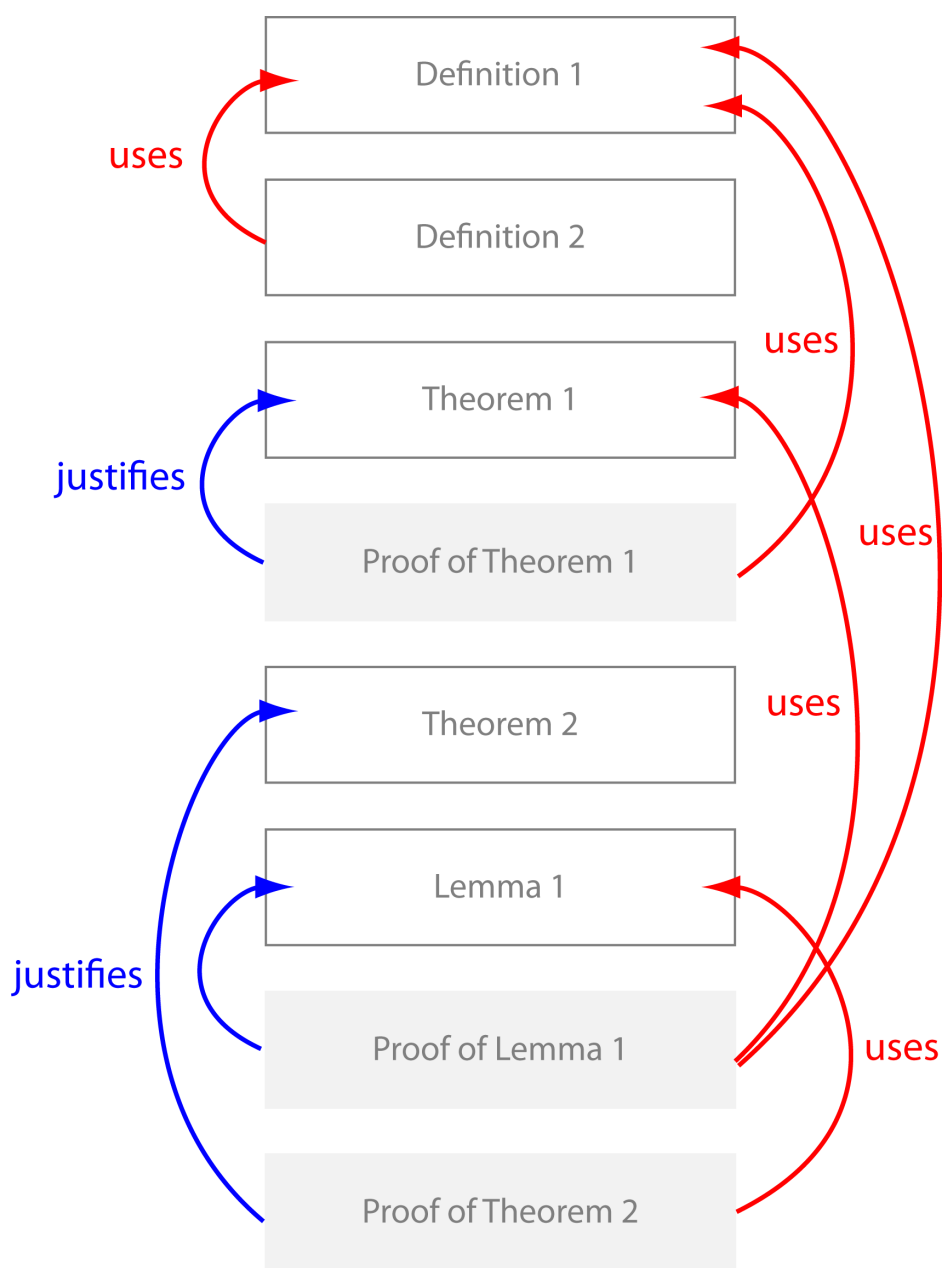 Definition 1
uses
Definition 2
uses
Theorem 1
justifies
uses
Proof of Theorem 1
uses
Theorem 2
Lemma 1
justifies
Proof of Lemma 1
uses
Proof of Theorem 2